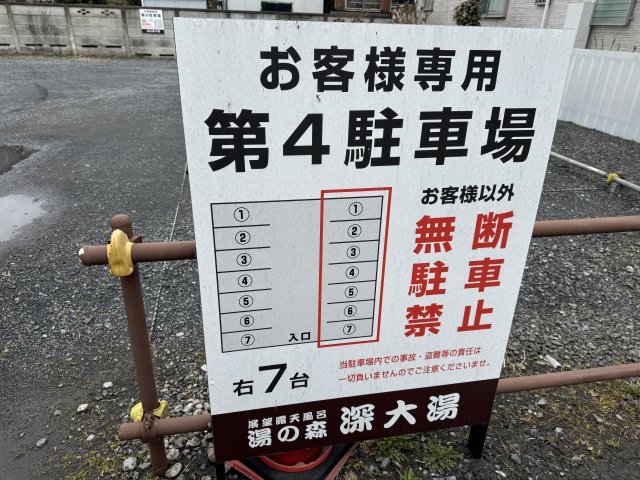 お客様専用
第4駐車場
① ①
② ②
③ ③
④ ④
⑤ ⑤
⑥ ⑥
⑦ ⑦
入口
右7台
お客様以外
無断
駐車
禁止
当駐車場内での事故・盗難等の責任は
一切負いませんのでご注意くださいませ。
展望露天風呂
湯の森 深大湯